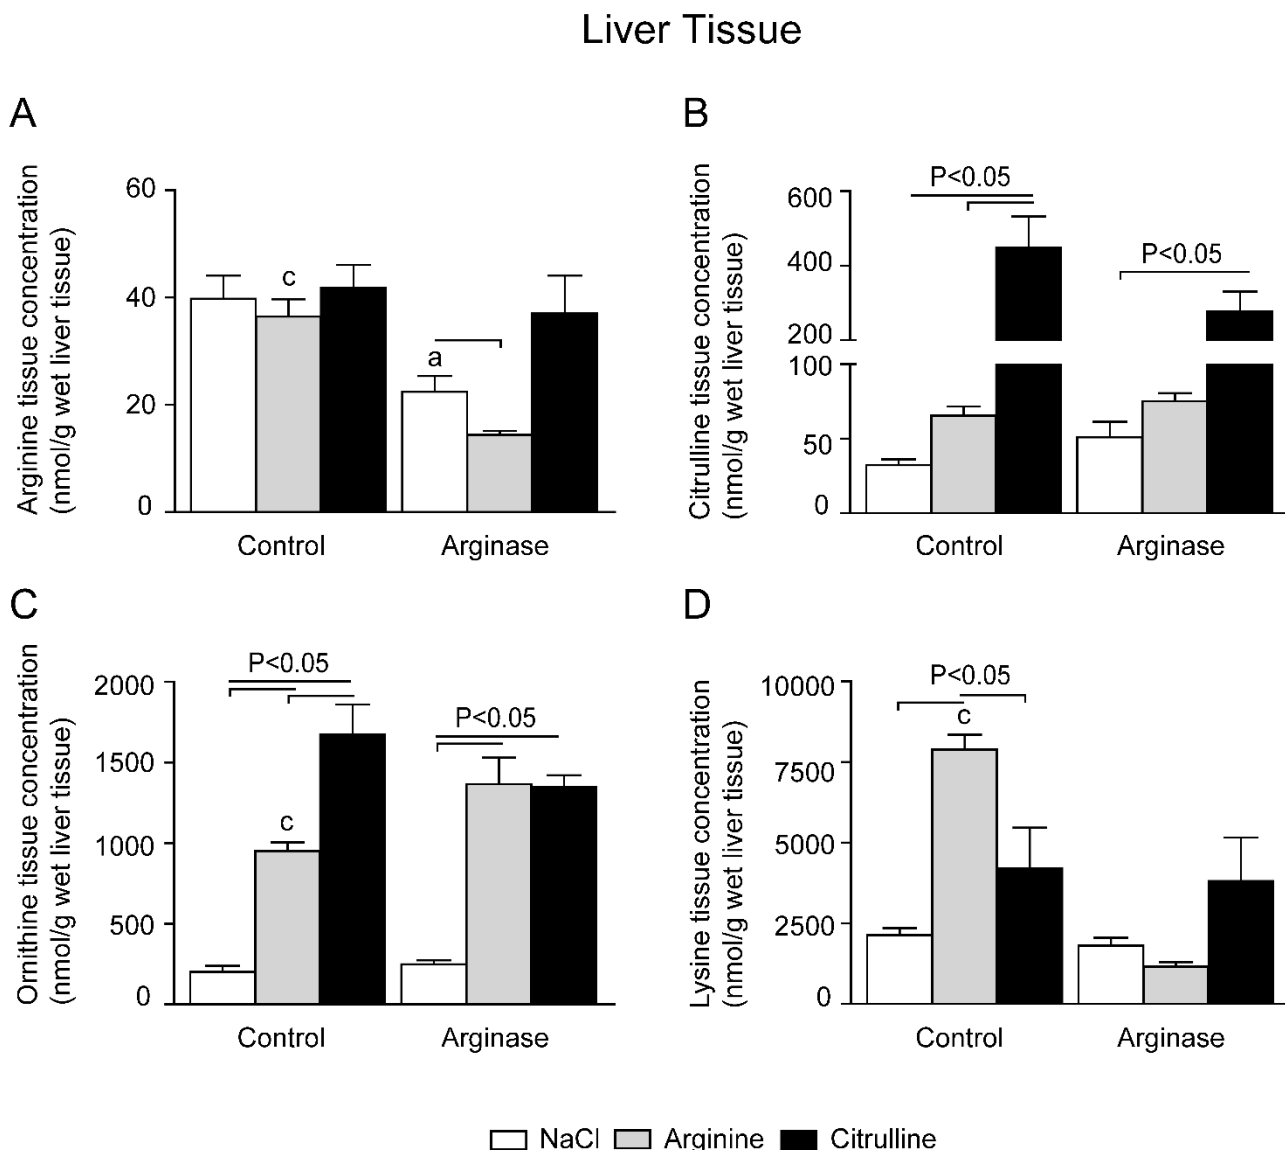 Liver Tissue
A
Arginine tissue concentration
(nmol/g wet liver tissue)
60
40
20
0
c
a
Control
Arginase
B
Citrulline tissue concentration
(nmol/g wet liver tissue)
600
400
200
100
50
0
P<0.05
P<0.05
Control
Arginase
C
Ornithine tissue concentration
(nmol/g wet liver tissue)
2000
1500
1000
500
0
P<0.05
c
P<0.05
Control
Arginase
D
Lysine tissue concentration
(nmol/g wet liver tissue)
10000
7500
5000
2500
0
P<0.05
c
Control
Arginase
NaCl Arginine Citrulline